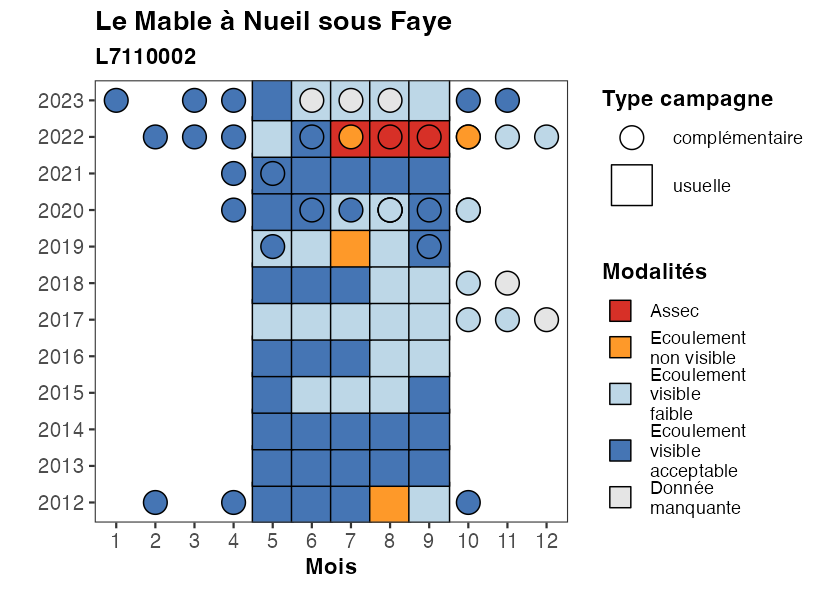 Le Mable à Nueil sous Faye
L7110002
2023
2022
2021
2020
2019
2018
2017
2016
2015
2014
2013
2012
1 2 3 4 5 6 7 8 9 10 11 12
Mois
Type campagne
complémentaire
usuelle
Modalités
Assec
Ecoulement
non visible
Ecoulement
visible
faible
Ecoulement
visible
acceptable
Donnée
manquante